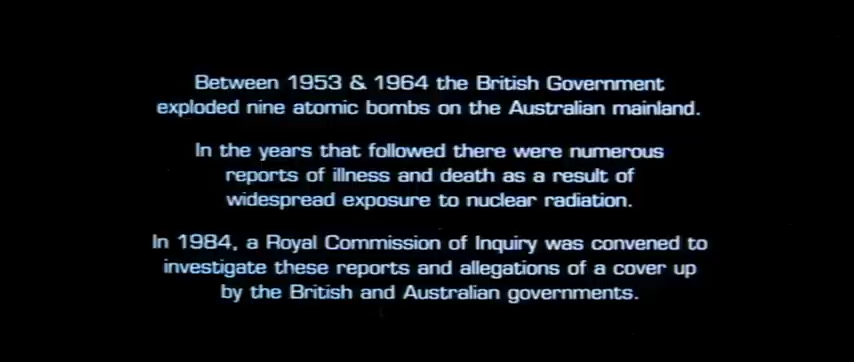 Between 1953 & 1964 the British Government
exploded nine atomic bombs on the Australian mainland.
In the years that followed there were numerous
reports of illness and death as a result of
widespread exposure to nuclear radiation.
In 1984, a Royal Commission of Inquiry was convened to
investigate these reports and allegations of a cover up
by the British and Australian governments.